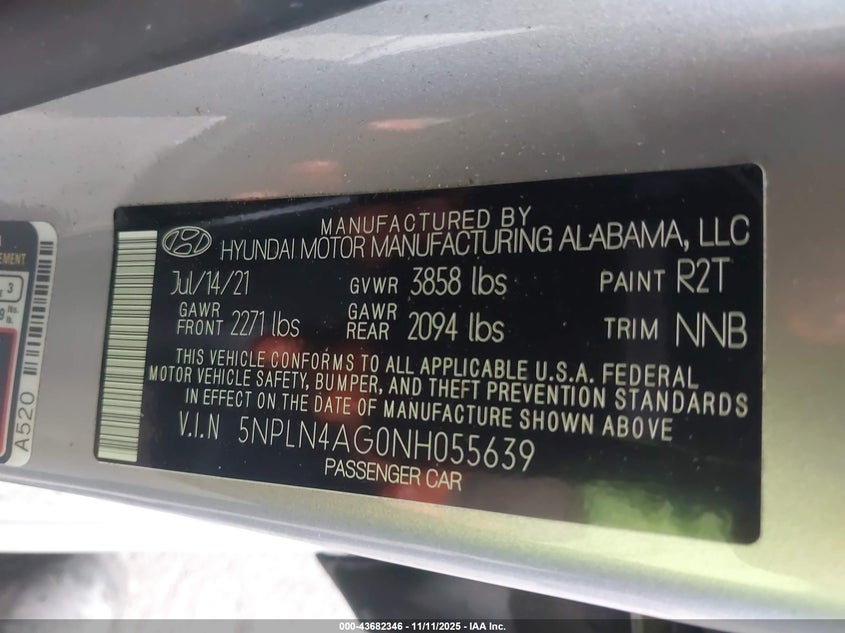 MANUFACTURED BY
HYUNDAI MOTOR MANUFACTURING ALABAMA, LLC
Jul/14/21 GVWR 3858 lbs PAINT R2T
GAWR FRONT 2271 lbs GAWR REAR 2094 lbs TRIM NNB
THIS VEHICLE CONFORMS TO ALL APPLICABLE U.S.A. FEDERAL
MOTOR VEHICLE SAFETY, BUMPER, AND THEFT PREVENTION STANDARDS
IN EFFECT ON THE DATE OF MANUFACTURE SHOWN ABOVE
V.I.N 5NPLN4AG0NH055639
PASSENGER CAR
3
A520
000-43682346 - 11/11/2025 - IAA Inc.